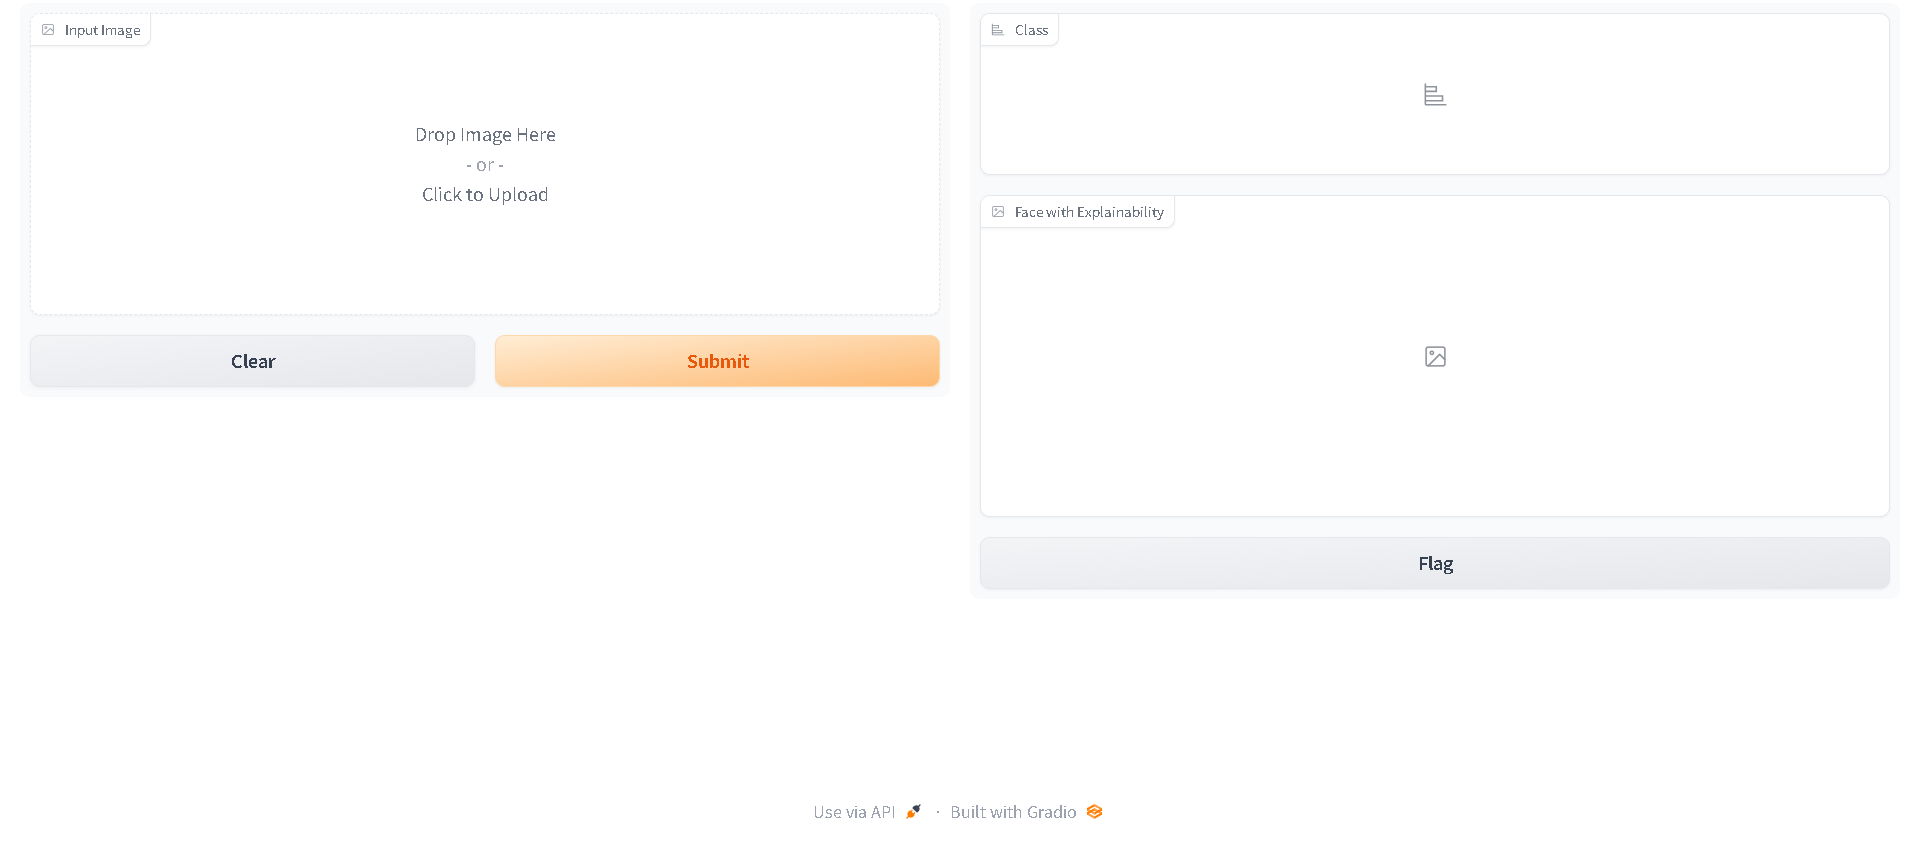 Input Image
Drop Image Here
- or -
Click to Upload
Clear
Submit
Class
Face with Explainability
Flag
Use via API · Built with Gradio